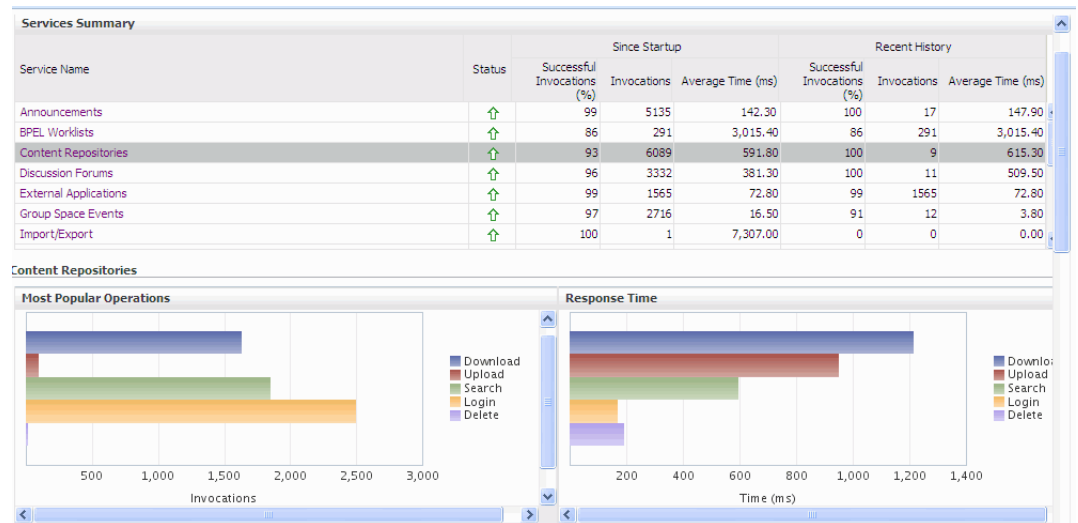 Services Summary
Service Name Status Since Startup Recent History
Successful Invocations (%) Invocations Average Time (ms) Successful Invocations (%) Invocations Average Time (ms)
Announcements 99 5135 142.30 100 17 147.90
BPEL Worklists 86 291 3,015.40 86 291 3,015.40
Content Repositories 93 6089 591.80 100 9 615.30
Discussion Forums 96 3332 381.30 100 11 509.50
External Applications 99 1565 72.80 99 1565 72.80
Group Space Events 97 2716 16.50 91 12 3.80
Import/Export 100 1 7,307.00 0 0 0.00
Content Repositories
Most Popular Operations
Download
Upload
Search
Login
Delete
500 1,000 1,500 2,000 2,500 3,000
Invocations
Response Time
Downloa
Upload
Search
Login
Delete
200 400 600 800 1,000 1,200 1,400
Time (ms)